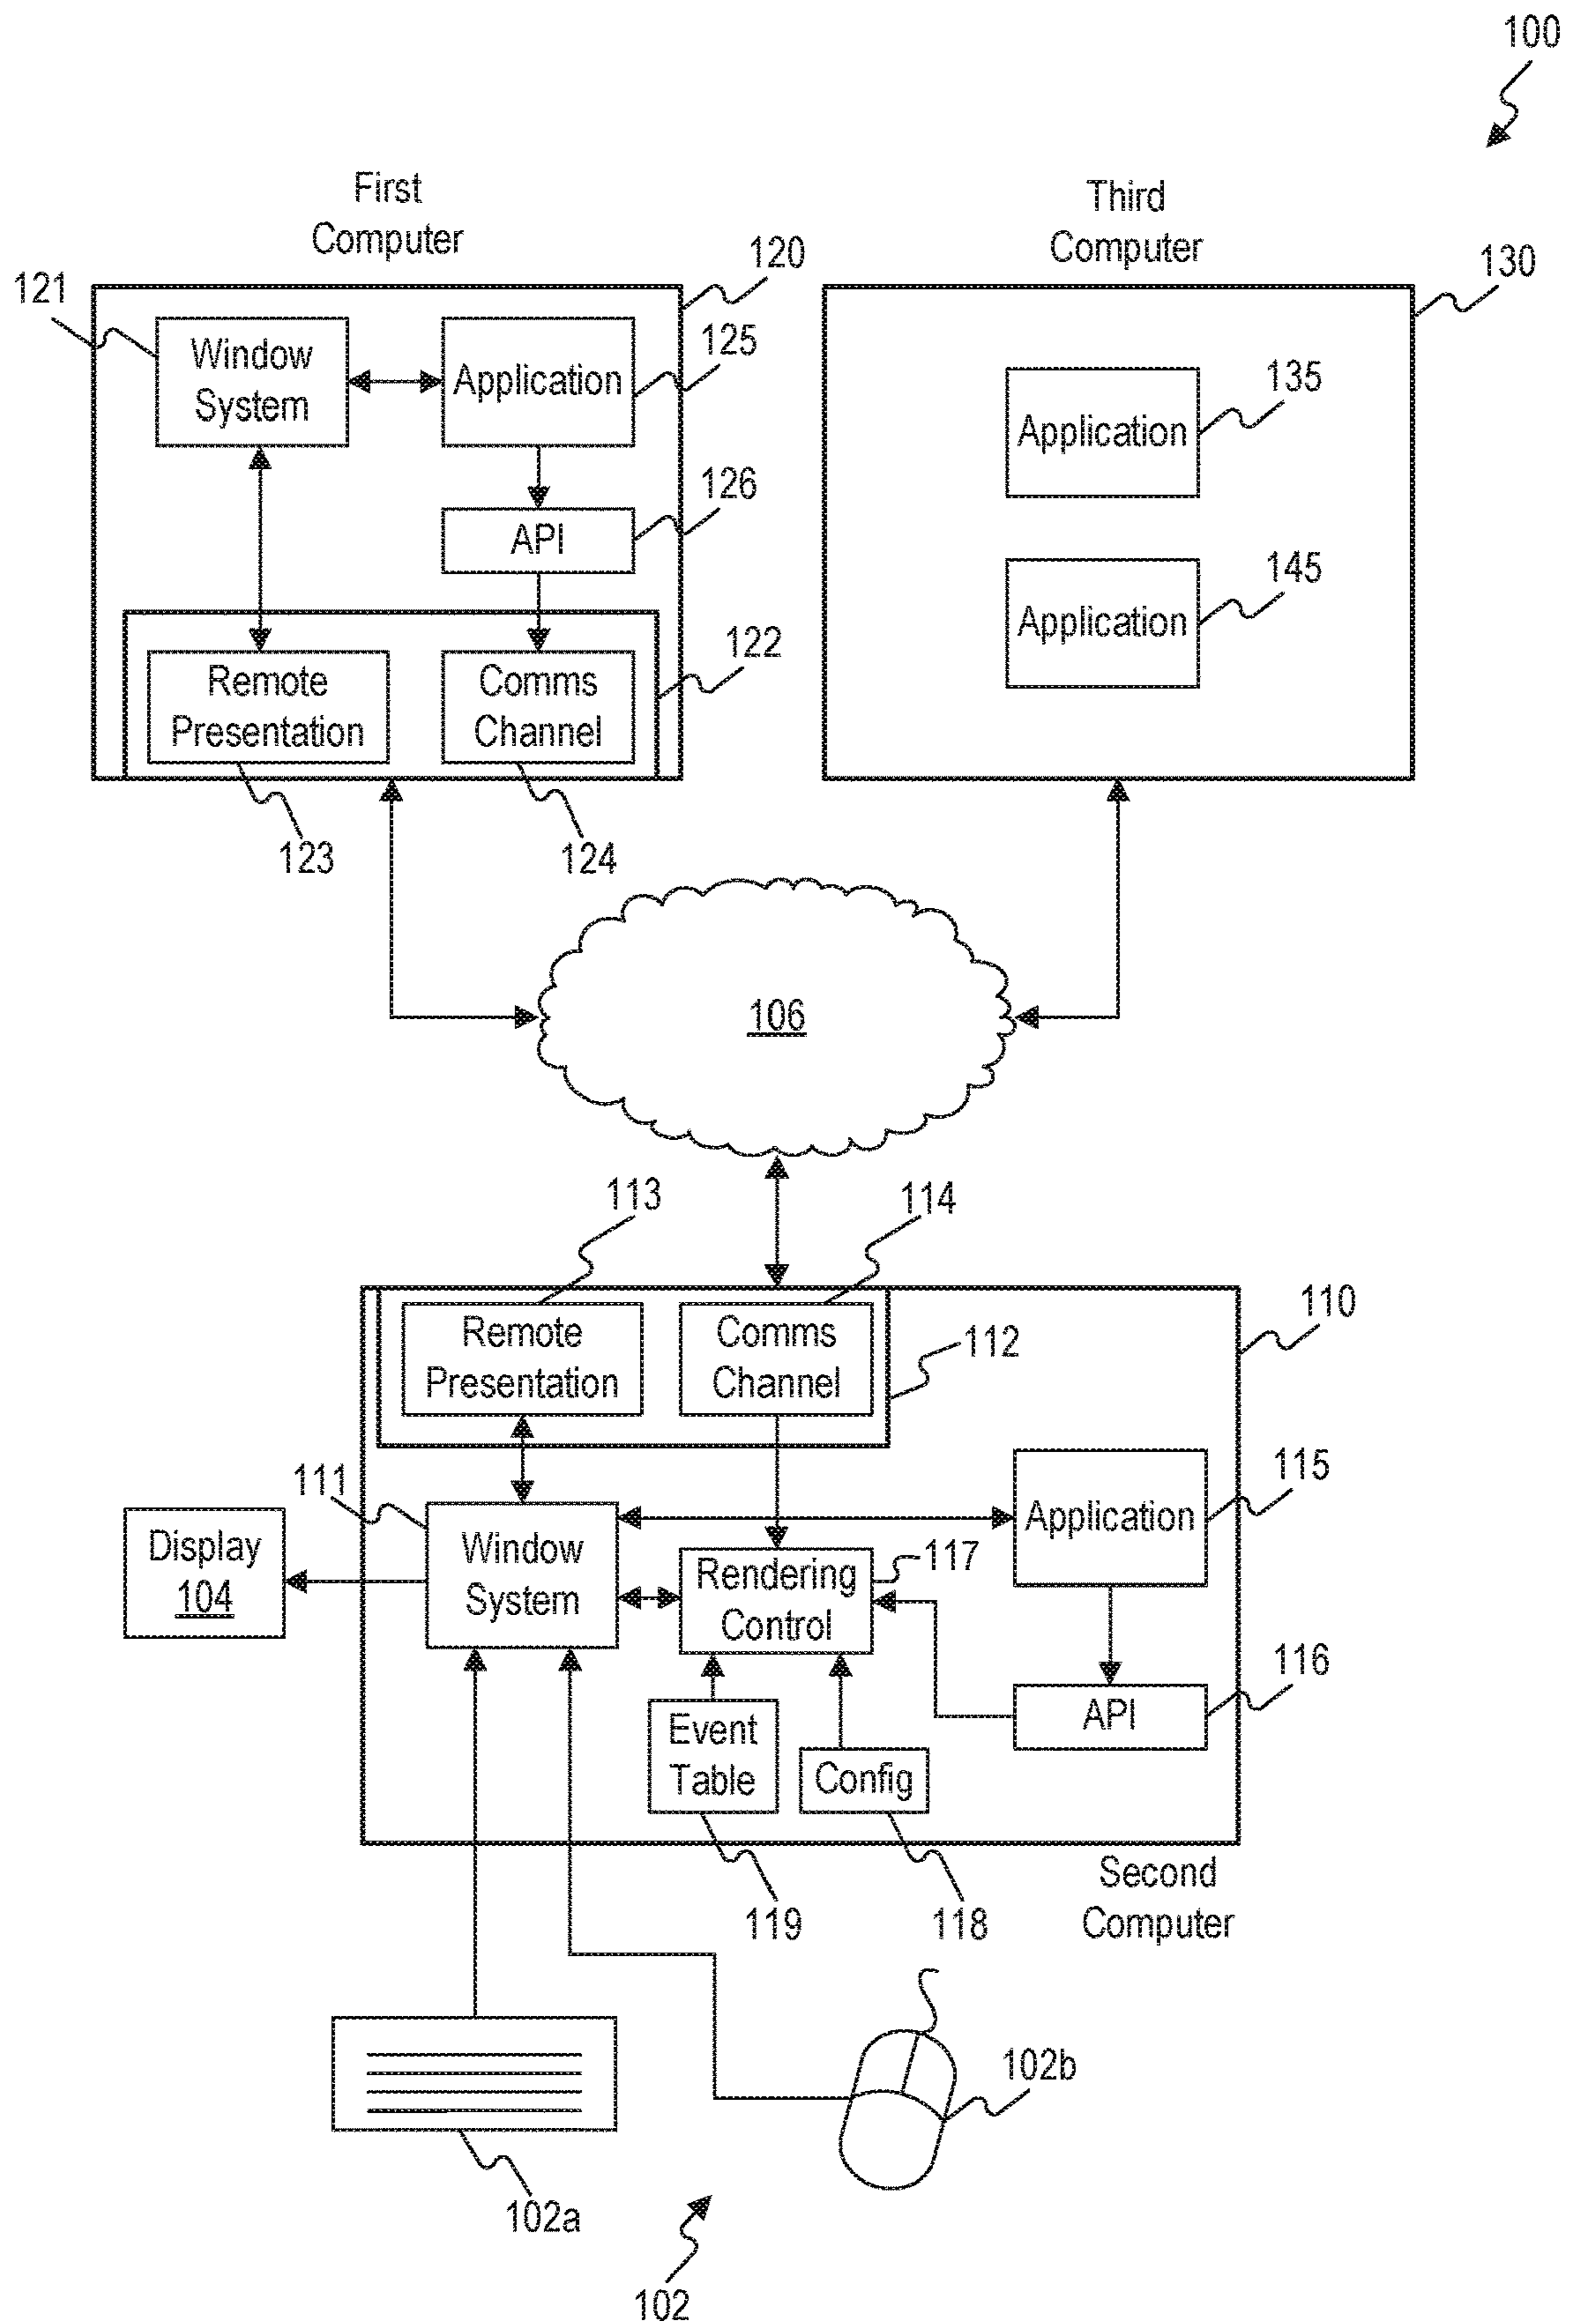 100
First
Computer
Third
Computer
120
130
121
Window
System
Application
125
Application
135
126
API
Application
145
122
Remote
Presentation
Comms
Channel
123
124
106
113
114
110
Remote
Presentation
Comms
Channel
112
111
115
Application
Display
104
Window
System
Rendering
Control
117
116
API
Event
Table
Config
Second
Computer
119
118
102b
102a
102